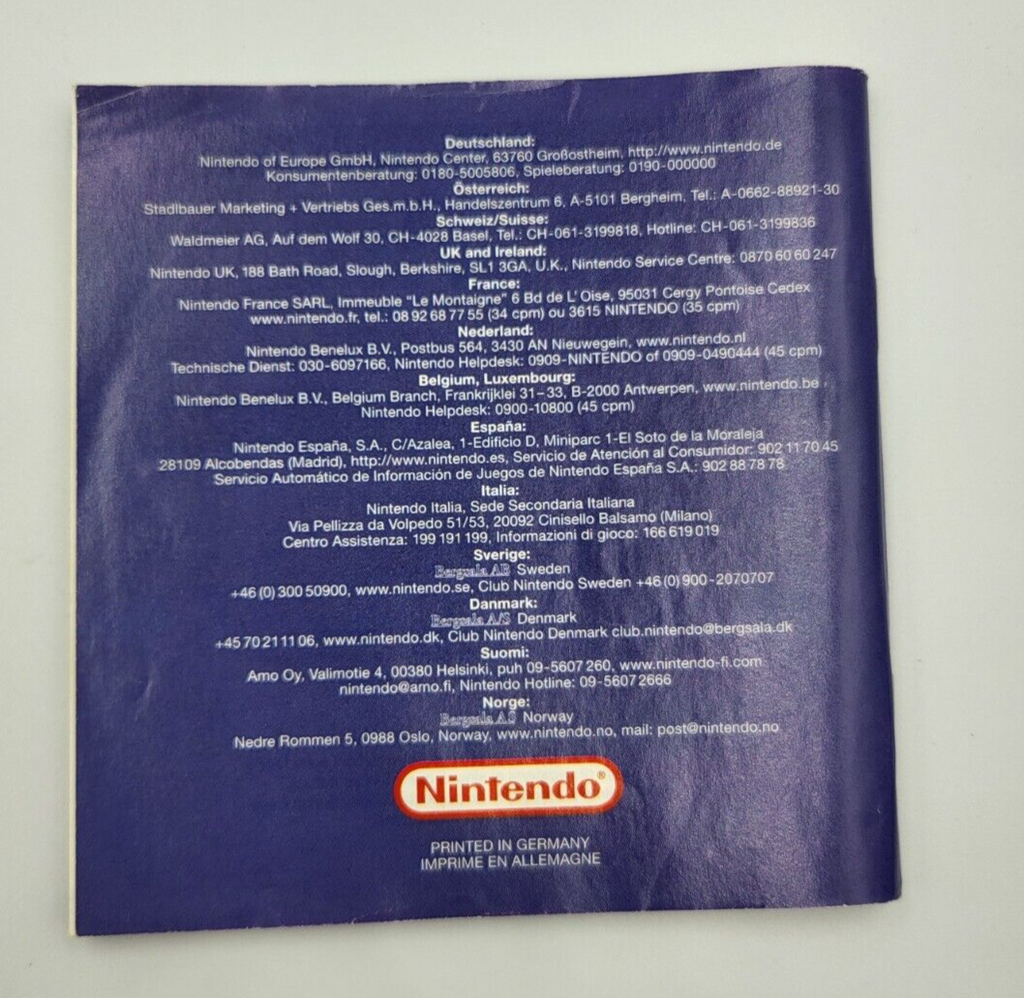 Deutschland:
Nintendo of Europe GmbH, Nintendo Center, 63760 Großostheim, http://www.nintendo.de
Konsumentenberatung: 0180-5005806, Spieleberatung: 0190-000000
Österreich:
Stadlbauer Marketing + Vertriebs Ges.m.b.H., Handelszentrum 6, A-5101 Bergheim, Tel.: A-0662-88921-30
Schweiz/Suisse:
Waldmeier AG, Auf dem Wolf 30, CH-4028 Basel, Tel.: CH-061-3199818, Hotline: CH-061-3199836
UK and Ireland:
Nintendo UK, 188 Bath Road, Slough, Berkshire, SL1 3GA, U.K., Nintendo Service Centre: 0870 60 60 247
France:
Nintendo France SARL, Immeuble "Le Montaigne" 6 Bd de L' Oise, 95031 Cergy Pontoise Cedex
www.nintendo.fr, tel.: 08 92 68 77 55 (34 cpm) ou 3615 NINTENDO (35 cpm)
Nederland:
Nintendo Benelux B.V., Postbus 564, 3430 AN Nieuwegein, www.nintendo.nl
Technische Dienst: 030-6097166, Nintendo Helpdesk: 0909-NINTENDO of 0909-0490444 (45 cpm)
Belgium, Luxembourg:
Nintendo Benelux B.V., Belgium Branch, Frankrijklei 31–33, B-2000 Antwerpen, www.nintendo.be
Nintendo Helpdesk: 0900-10800 (45 cpm)
España:
Nintendo España, S.A., C/Azalea, 1-Edificio D, Miniparc 1-El Soto de la Moraleja
28109 Alcobendas (Madrid), http://www.nintendo.es, Servicio de Atención al Consumidor: 902 11 70 45
Servicio Automático de Información de Juegos de Nintendo España S.A.: 902 88 78 78
Italia:
Nintendo Italia, Sede Secondaria Italiana
Via Pellizza da Volpedo 51/53, 20092 Cinisello Balsamo (Milano)
Centro Assistenza: 199 191 199, Informazioni di gioco: 166 619 019
Sverige:
Bergsala AB Sweden
+46 (0) 300 50900, www.nintendo.se, Club Nintendo Sweden +46 (0) 900-2070707
Danmark:
Bergsala A/S Denmark
+45 70 21 11 06, www.nintendo.dk, Club Nintendo Denmark club.nintendo@bergsala.dk
Suomi:
Amo Oy, Valimotie 4, 00380 Helsinki, puh 09-5607 260, www.nintendo-fi.com
nintendo@amo.fi, Nintendo Hotline: 09-5607 2666
Norge:
Bergsala AS Norway
Nedre Rommen 5, 0988 Oslo, Norway, www.nintendo.no, mail: post@nintendo.no
Nintendo®
PRINTED IN GERMANY
IMPRIME EN ALLEMAGNE